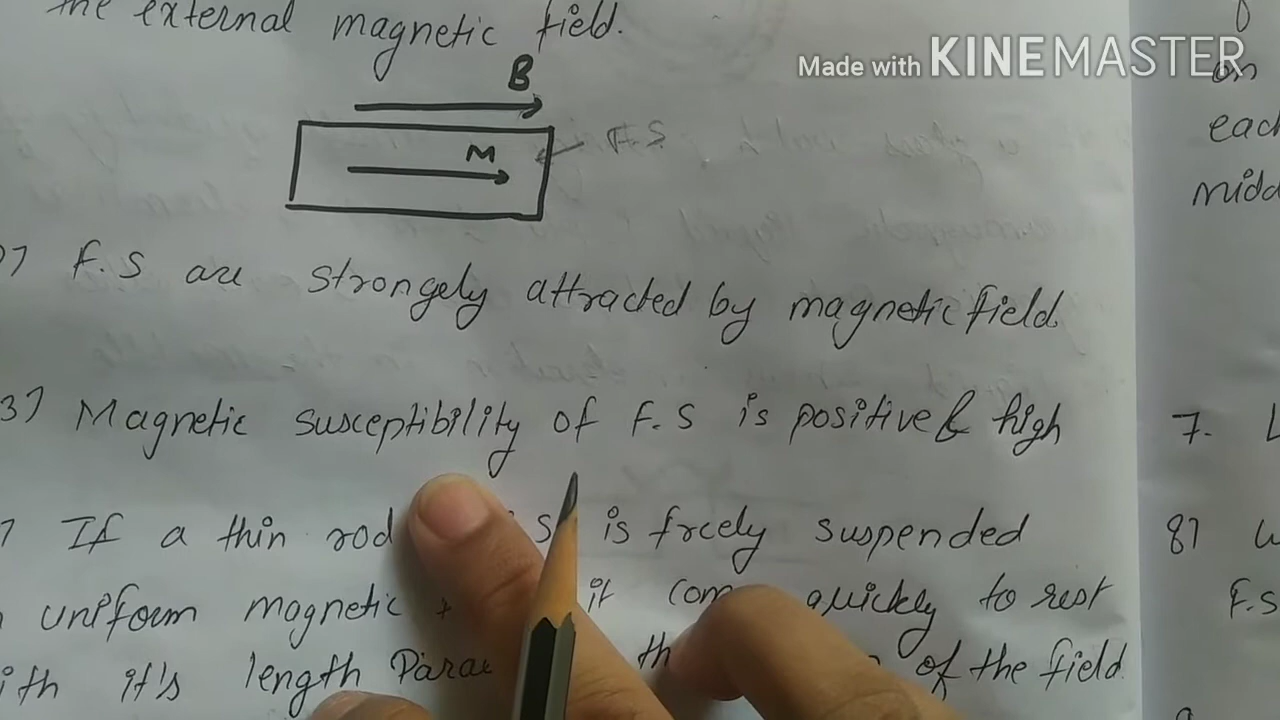 the external magnetic field.
Made with KINEMASTER
B
M
F.S
F.S are strongely attracted by magnetic field.
3) Magnetic susceptibility of F.S is positive & high
If a thin rod S is freely suspended
uniform magnetic it quickly to rest
it's length of the field.
on
each
7.
8)
F.S